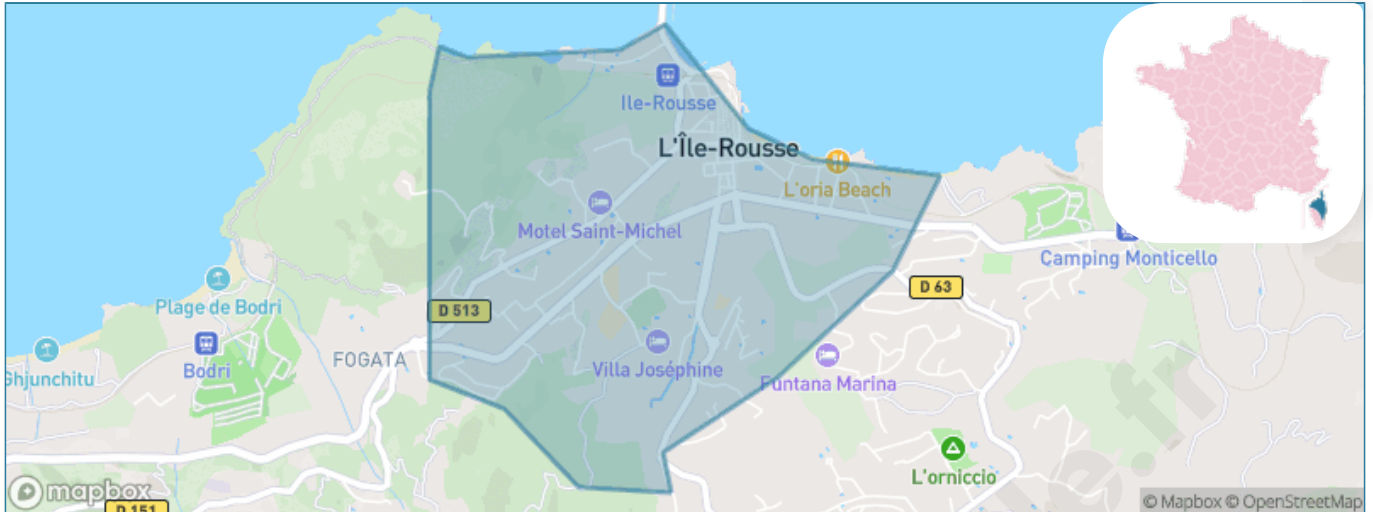 Ile-Rousse
L'Île-Rousse
L'oria Beach
Motel Saint-Michel
Camping Monticello
Plage de Bodri
D 63
D 513
Ghjunchitu
Bodri
FOGATA
Villa Joséphine
Funtana Marina
L'orniccio
mapbox
D 151
© Mapbox © OpenStreetMap